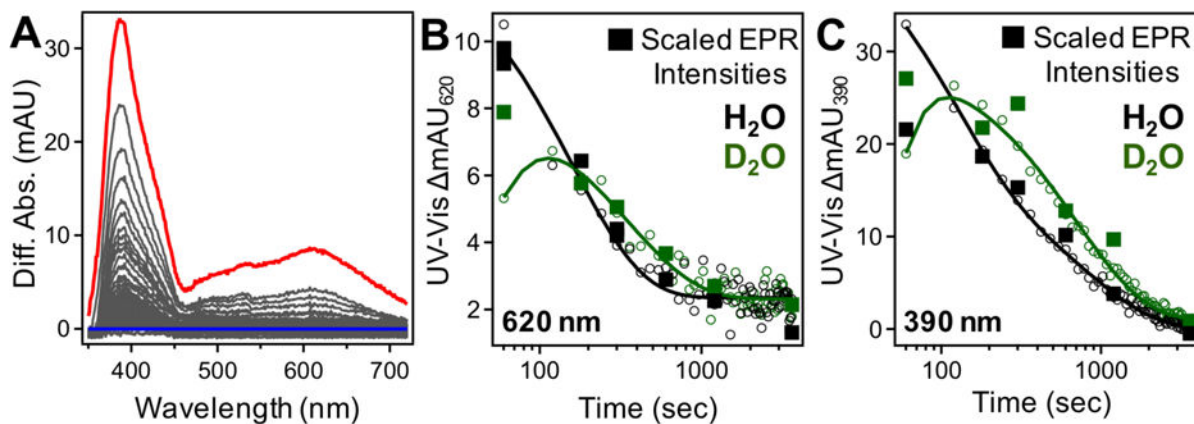 A
Diff. Abs. (mAU)
30
20
10
0
400
500
600
700
Wavelength (nm)
B
UV-Vis ΔmAU620
10
8
6
4
2
Scaled EPR
Intensities
H2O
D2O
620 nm
100
1000
Time (sec)
C
UV-Vis ΔmAU390
30
20
10
0
Scaled EPR
Intensities
H2O
D2O
390 nm
100
1000
Time (sec)